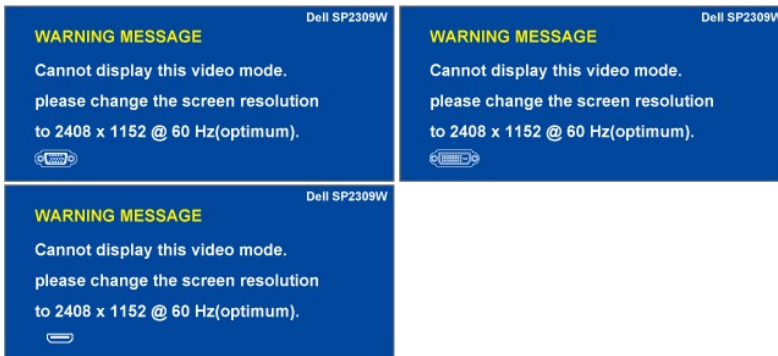 Dell SP2309W
WARNING MESSAGE
Cannot display this video mode.
please change the screen resolution
to 2408 x 1152 @ 60 Hz(optimum).
Dell SP2309W
WARNING MESSAGE
Cannot display this video mode.
please change the screen resolution
to 2408 x 1152 @ 60 Hz(optimum).
Dell SP2309W
WARNING MESSAGE
Cannot display this video mode.
please change the screen resolution
to 2408 x 1152 @ 60 Hz(optimum).